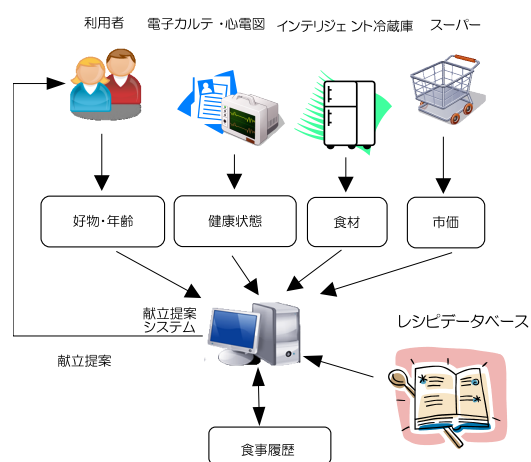 利用者
電子カルテ・心電図
インテリジェント冷蔵庫
スーパー
好物・年齢
健康状態
食材
市価
献立提案
システム
レシピデータベース
献立提案
食事履歴